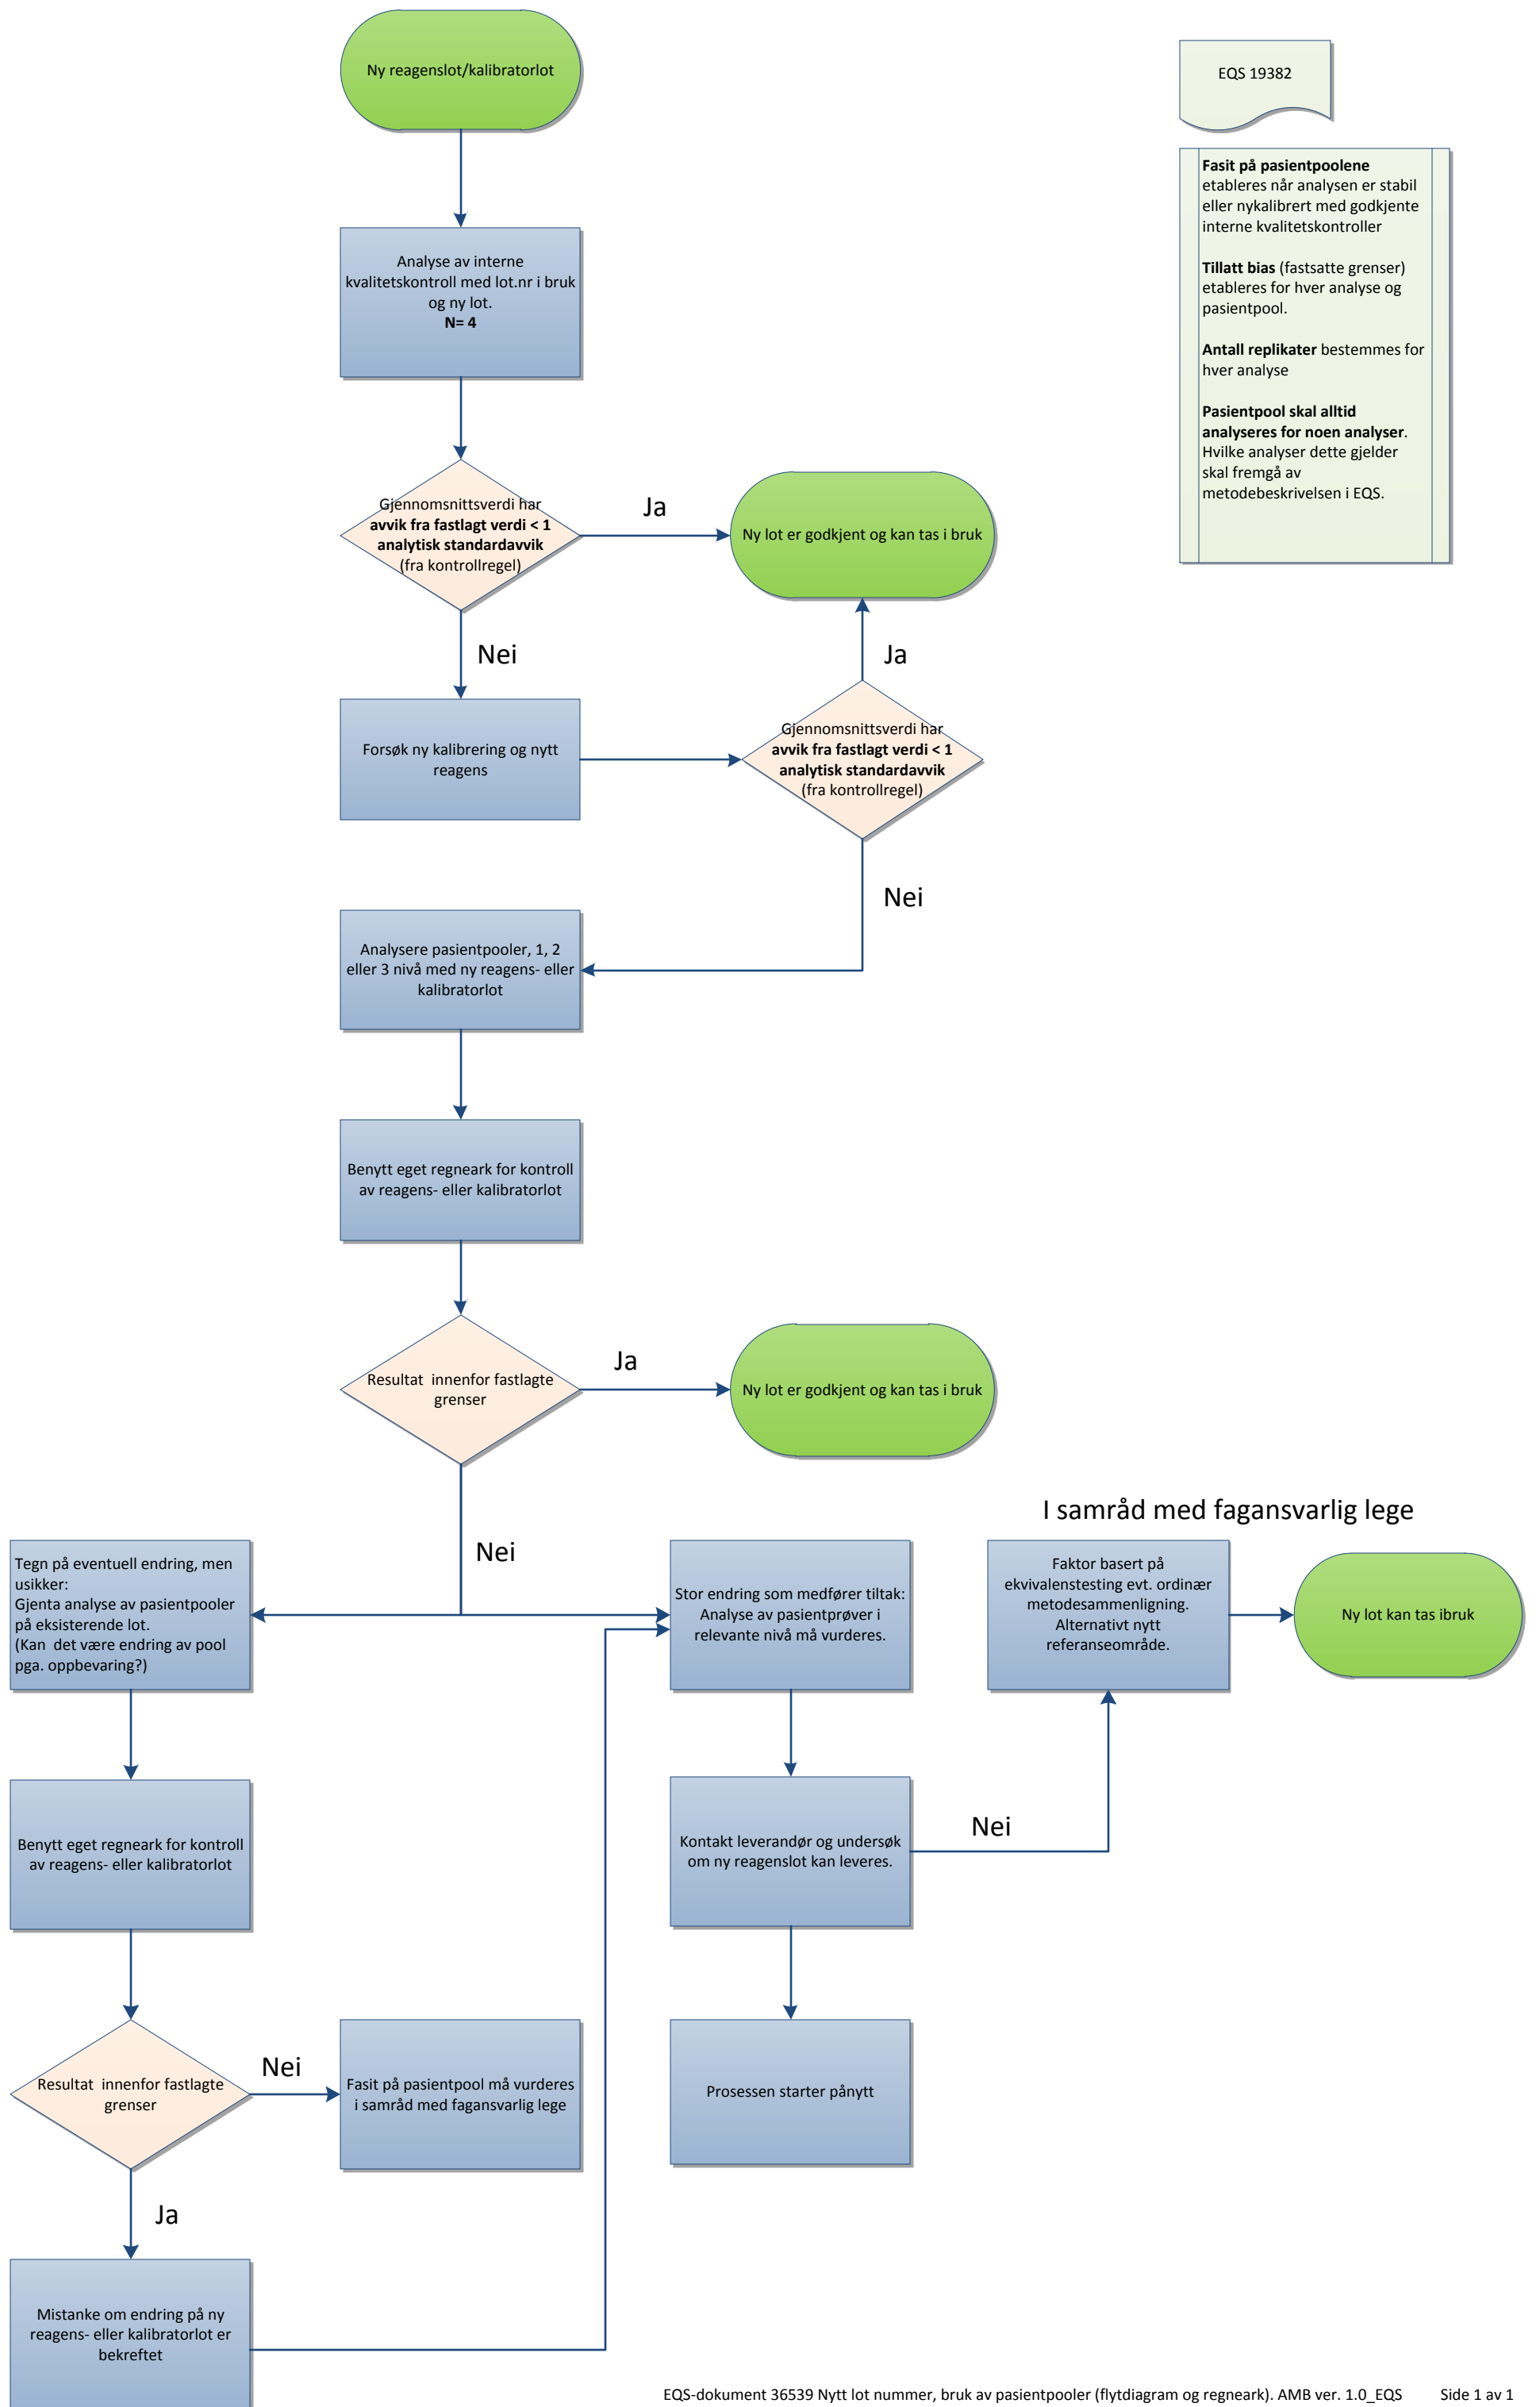 Ny reagenslot/kalibratorlot
EQS 19382
Fasit på pasientpoolene
etableres når analysen er stabil
eller nykalibrert med godkjente
interne kvalitetskontroller
Tillatt bias (fastsatte grenser)
etableres for hver analyse og
pasientpool.
Antall replikater bestemmes for
hver analyse
Pasientpool skal alltid
analyseres for noen analyser.
Hvilke analyser dette gjelder
skal fremgå av
metodebeskrivelsen i EQS.
Analyse av interne
kvalitetskontroll med lot.nr i bruk
og ny lot.
N= 4
Gjennomsnittsverdi har
avvik fra fastlagt verdi < 1
analytisk standardavvik
(fra kontrollregel)
Ja
Ny lot er godkjent og kan tas i bruk
Nei
Ja
Forsøk ny kalibrering og nytt
reagens
Gjennomsnittsverdi har
avvik fra fastlagt verdi < 1
analytisk standardavvik
(fra kontrollregel)
Nei
Analysere pasientpooler, 1, 2
eller 3 nivå med ny reagens- eller
kalibratorlot
Benytt eget regneark for kontroll
av reagens- eller kalibratorlot
Resultat innenfor fastlagte
grenser
Ja
Ny lot er godkjent og kan tas i bruk
Nei
I samråd med fagansvarlig lege
Tegn på eventuell endring, men
usikker:
Gjenta analyse av pasientpooler
på eksisterende lot.
(Kan det være endring av pool
pga. oppbevaring?)
Stor endring som medfører tiltak:
Analyse av pasientprøver i
relevante nivå må vurderes.
Faktor basert på
ekvivalenstesting evt. ordinær
metodesammenligning.
Alternativt nytt
referanseområde.
Ny lot kan tas ibruk
Benytt eget regneark for kontroll
av reagens- eller kalibratorlot
Kontakt leverandør og undersøk
om ny reagenslot kan leveres.
Nei
Resultat innenfor fastlagte
grenser
Nei
Fasit på pasientpool må vurderes
i samråd med fagansvarlig lege
Prosessen starter pånytt
Ja
Mistanke om endring på ny
reagens- eller kalibratorlot er
bekreftet
EQS-dokument 36539 Nytt lot nummer, bruk av pasientpooler (flytdiagram og regneark). AMB ver. 1.0_EQS Side 1 av 1